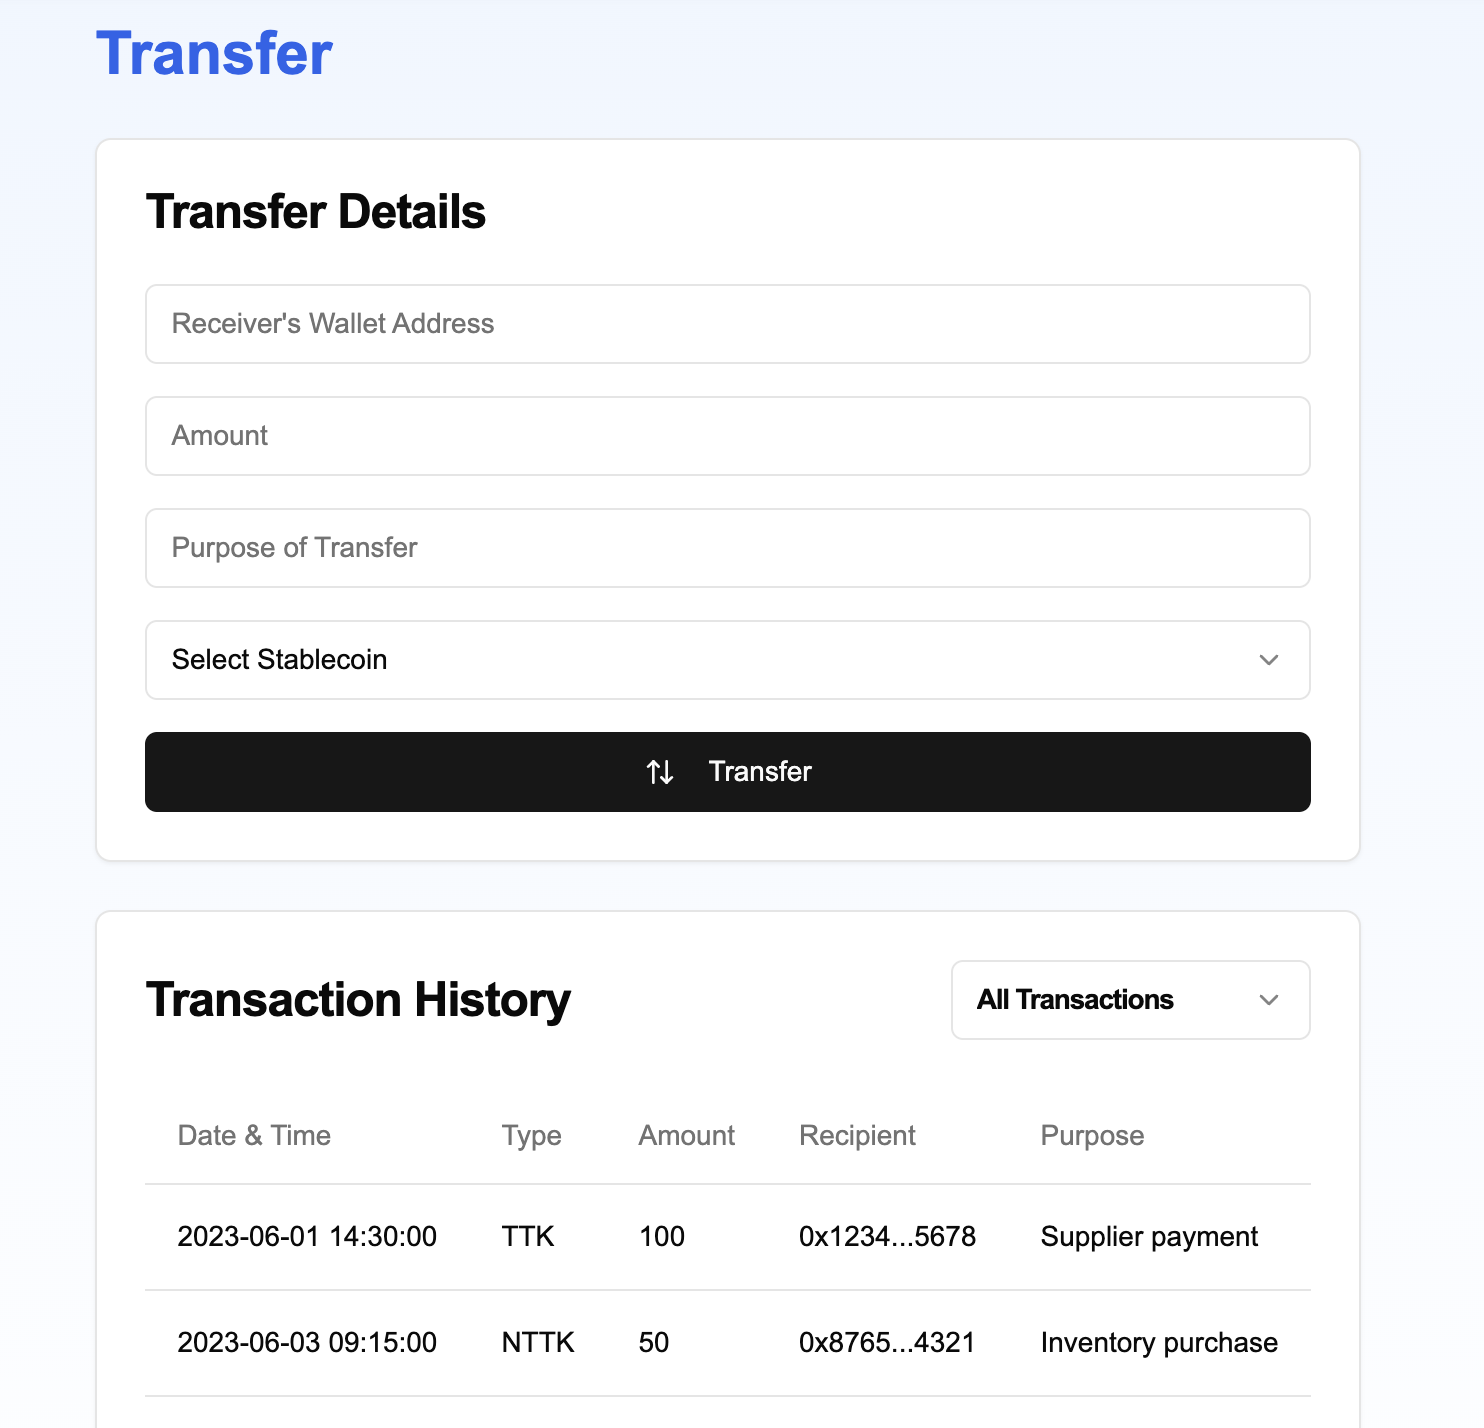 Transfer
Transfer Details
Receiver's Wallet Address
Amount
Purpose of Transfer
Select Stablecoin
Transfer
Transaction History
All Transactions
Date & Time Type Amount Recipient Purpose
2023-06-01 14:30:00 TTK 100 0x1234...5678 Supplier payment
2023-06-03 09:15:00 NTTK 50 0x8765...4321 Inventory purchase